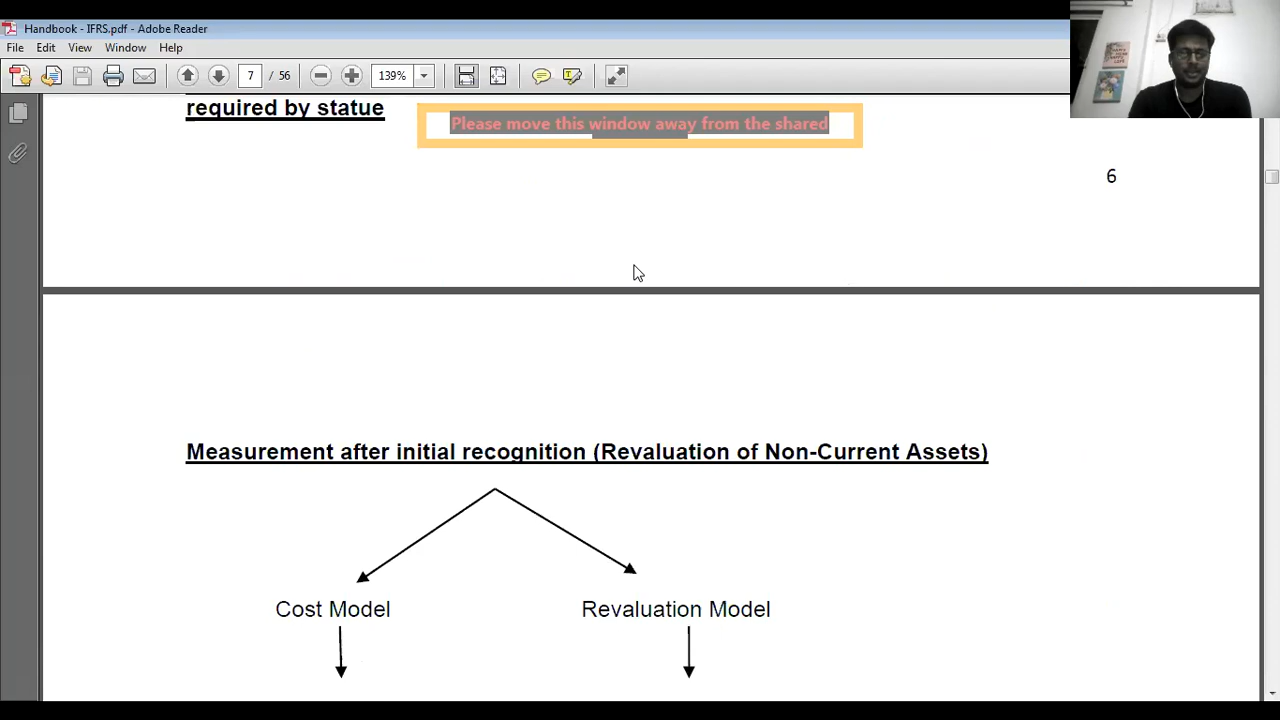 Handbook - IFRS.pdf - Adobe Reader
File Edit View Window Help
7 / 56 139%
required by statue
Please move this window away from the shared
6
Measurement after initial recognition (Revaluation of Non-Current Assets)
Cost Model Revaluation Model